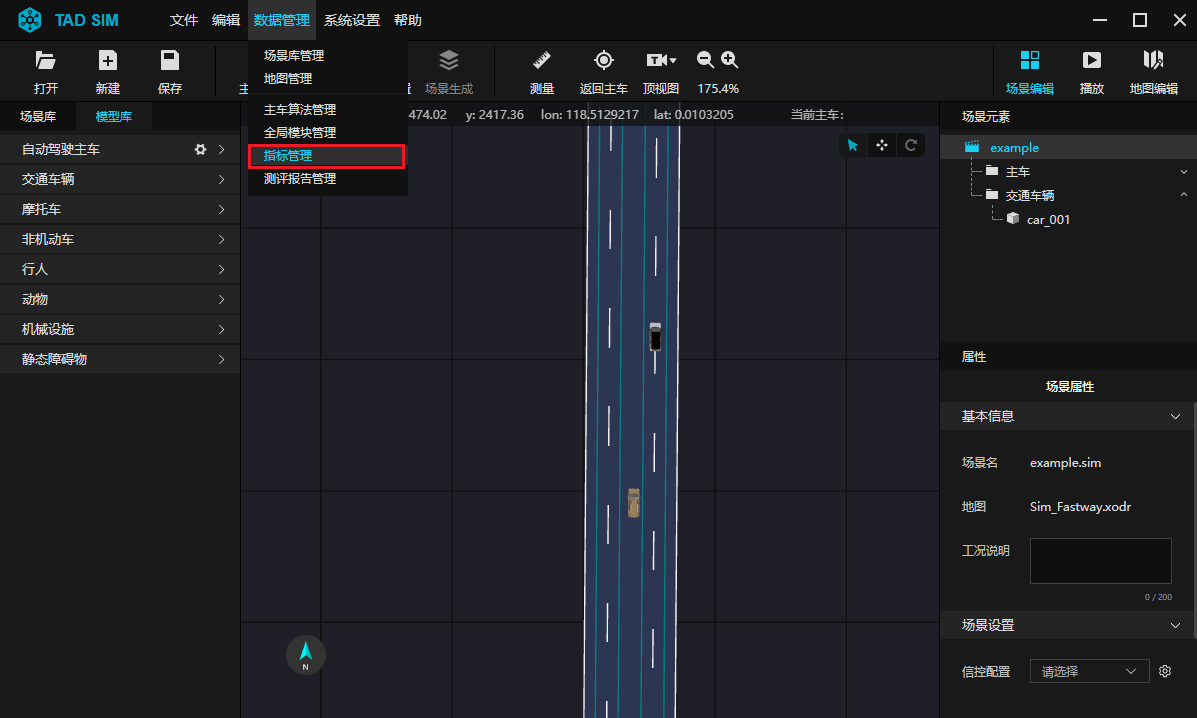 TAD SIM
文件 编辑 数据管理 系统设置 帮助
场景库管理
地图管理
主车算法管理
全局模块管理
指标管理
测评报告管理
打开 新建 保存 场景生成 测量 返回主车 顶视图 175.4% 场景编辑 播放 地图编辑
474.02 y: 2417.36 lon: 118.5129217 lat: 0.0103205 当前主车:
场景库 模型库
自动驾驶主车
交通车辆
摩托车
非机动车
行人
动物
机械设施
静态障碍物
N
场景元素
example
主车
交通车辆
car_001
属性
场景属性
基本信息
场景名 example.sim
地图 Sim_Fastway.xodr
工况说明
0 / 200
场景设置
信控配置 请选择